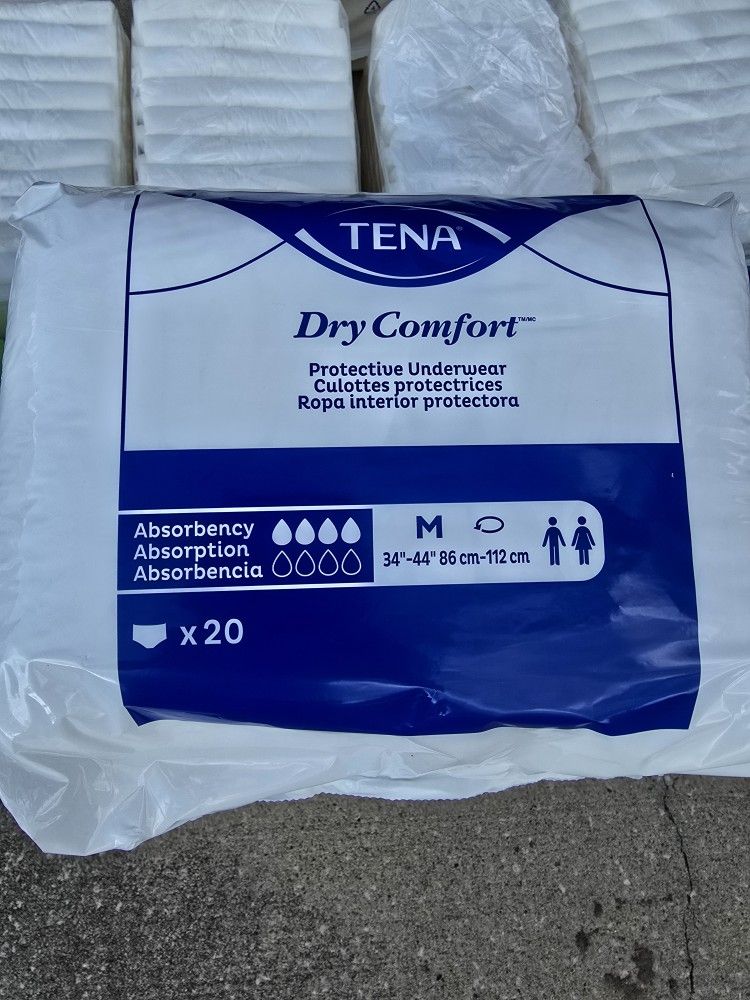 TENA®
Dry Comfort™/MC
Protective Underwear
Culottes protectrices
Ropa interior protectora
Absorbency
Absorption
Absorbencia
M
34"-44" 86 cm-112 cm
x 20